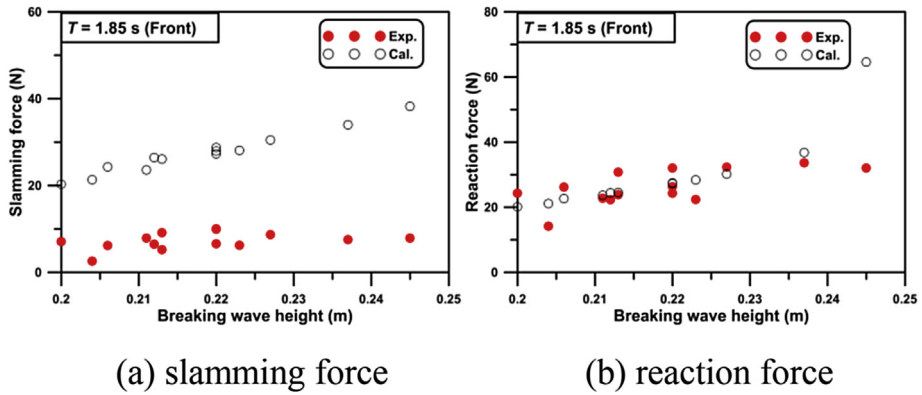 T = 1.85 s (Front)
Exp.
Cal.
60
40
20
0
Slamming force (N)
0.2 0.21 0.22 0.23 0.24 0.25
Breaking wave height (m)
(a) slamming force
T = 1.85 s (Front)
Exp.
Cal.
80
60
40
20
0
Reaction force (N)
0.2 0.21 0.22 0.23 0.24 0.25
Breaking wave height (m)
(b) reaction force